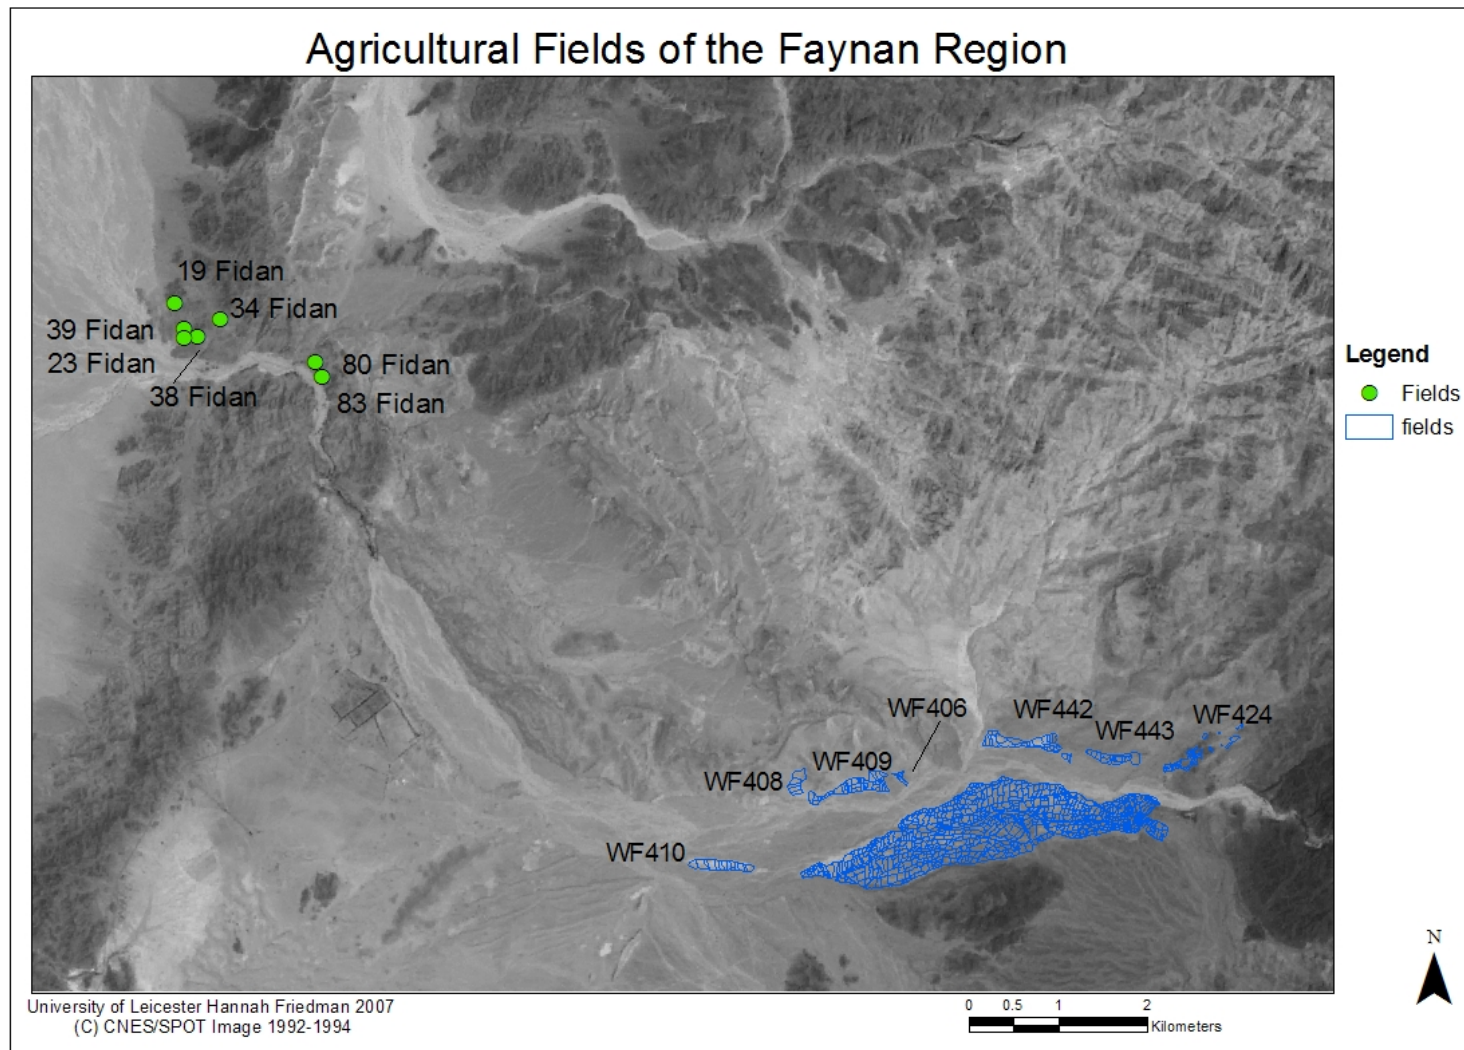 Agricultural Fields of the Faynan Region
19 Fidan
34 Fidan
39 Fidan
23 Fidan
38 Fidan
80 Fidan
83 Fidan
Legend
Fields
fields
WF406
WF442
WF443
WF424
WF408
WF409
WF410
N
University of Leicester Hannah Friedman 2007
(C) CNES/SPOT Image 1992-1994
0 0.5 1 2
Kilometers